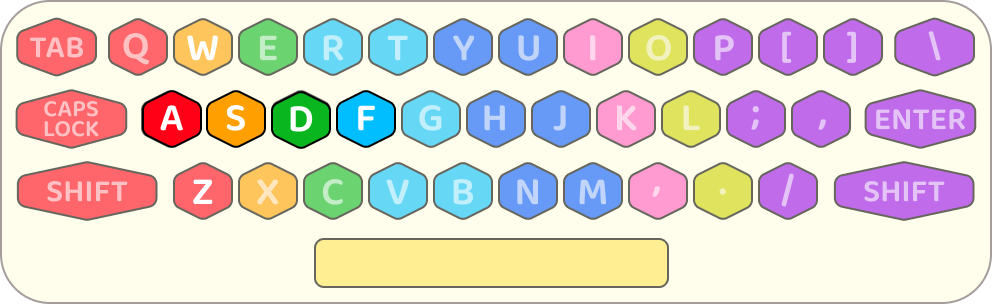 TAB Q W E R T Y U I O P [ ] \
CAPS
LOCK A S D F G H J K L ; , ENTER
SHIFT Z X C V B N M , . / SHIFT